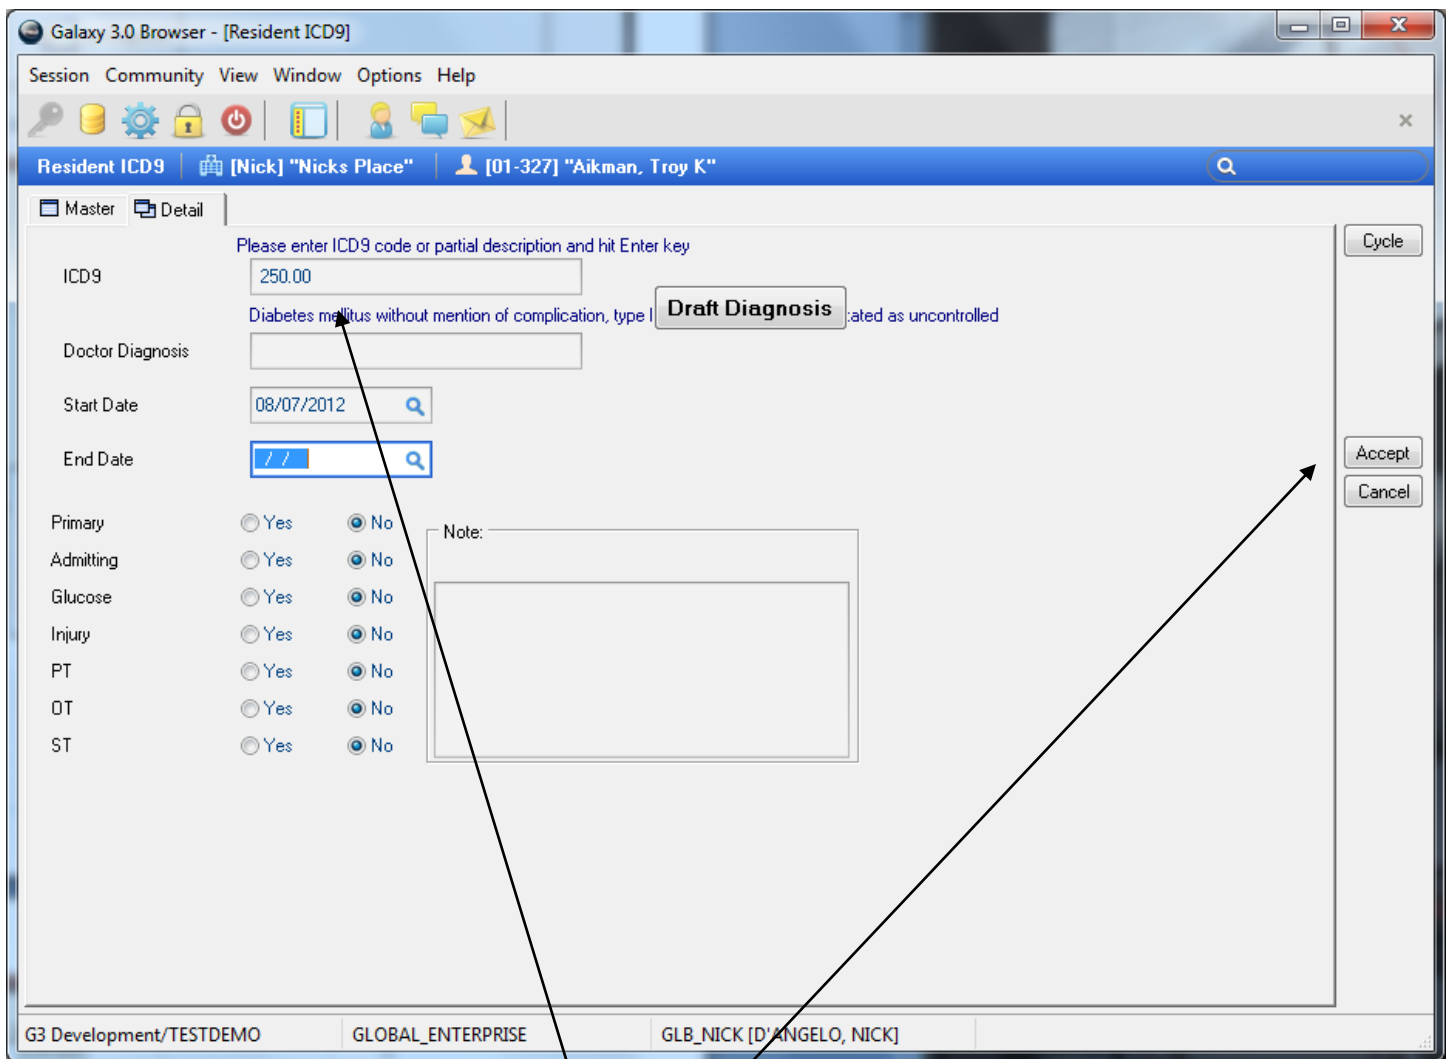 Galaxy 3.0 Browser - [Resident ICD9]
Session Community View Window Options Help
Resident ICD9 [Nick] "Nicks Place" [01-327] "Aikman, Troy K"
Master Detail
Cycle
Please enter ICD9 code or partial description and hit Enter key
ICD9 250.00
Draft Diagnosis
Diabetes mellitus without mention of complication, type I ated as uncontrolled
Doctor Diagnosis
Start Date 08/07/2012
End Date / /
Accept
Cancel
Primary Yes No
Note:
Admitting Yes No
Glucose Yes No
Injury Yes No
PT Yes No
OT Yes No
ST Yes No
G3 Development/TESTDEMO GLOBAL_ENTERPRISE GLB_NICK [D'ANGELO, NICK]